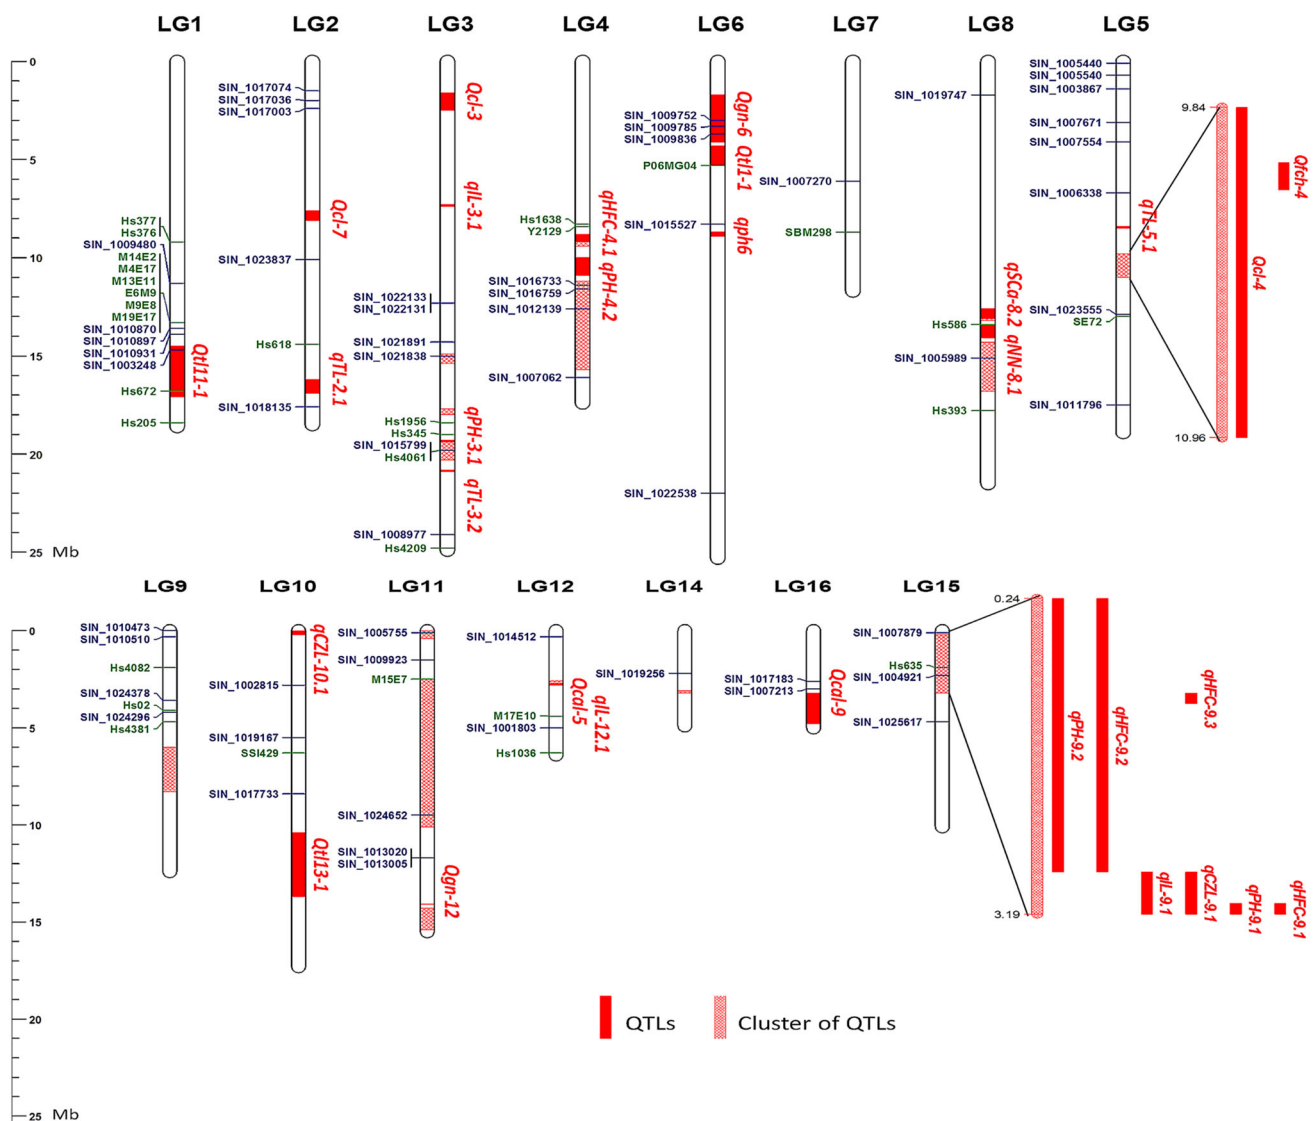 LG1 LG2 LG3 LG4 LG6 LG7 LG8 LG5
0
5
10
15
20
25 Mb
Hs377
Hs376
SIN_1009480
M14E2
M4E17
M13E11
E6M9
M9E8
M19E17
SIN_1010870
SIN_1010897
SIN_1010931
SIN_1003248
Hs672
Hs205
Qtl11-1
SIN_1017074
SIN_1017036
SIN_1017003
SIN_1023837
Hs618
SIN_1018135
Qcl-7
qTL-2.1
SIN_1022133
SIN_1022131
SIN_1021891
SIN_1021838
Hs1956
Hs345
SIN_1015799
Hs4061
SIN_1008977
Hs4209
Qcl-3
qIL-3.1
qPH-3.1
qTL-3.2
Hs1638
Y2129
SIN_1016733
SIN_1016759
SIN_1012139
SIN_1007062
qHFC-4.1
qPH-4.2
SIN_1009752
SIN_1009785
SIN_1009836
P06MG04
SIN_1015527
SIN_1022538
Qgn-6
Qtl1-1
qph6
SIN_1007270
SBM298
SIN_1019747
Hs586
SIN_1005989
Hs393
qSCa-8.2
qNN-8.1
SIN_1005440
SIN_1005540
SIN_1003867
SIN_1007671
SIN_1007554
SIN_1006338
SIN_1023555
SE72
SIN_1011796
qTL-5.1
9.84
10.96
Qcl-4
Qfch-4
LG9 LG10 LG11 LG12 LG14 LG16 LG15
0
5
10
15
20
25 Mb
SIN_1010473
SIN_1010510
Hs4082
SIN_1024378
Hs02
SIN_1024296
Hs4381
SIN_1002815
SIN_1019167
SSI429
SIN_1017733
qCZL-10.1
Qtl13-1
SIN_1005755
SIN_1009923
M15E7
SIN_1024652
SIN_1013020
SIN_1013005
Qgn-12
SIN_1014512
M17E10
SIN_1001803
Hs1036
Qcal-5
qIL-12.1
SIN_1019256
SIN_1017183
SIN_1007213
Qcal-9
SIN_1007879
Hs635
SIN_1004921
SIN_1025617
0.24
3.19
qPH-9.2
qHFC-9.2
qIL-9.1
qCZL-9.1
qHFC-9.3
qPH-9.1
qHFC-9.1
QTLs
Cluster of QTLs